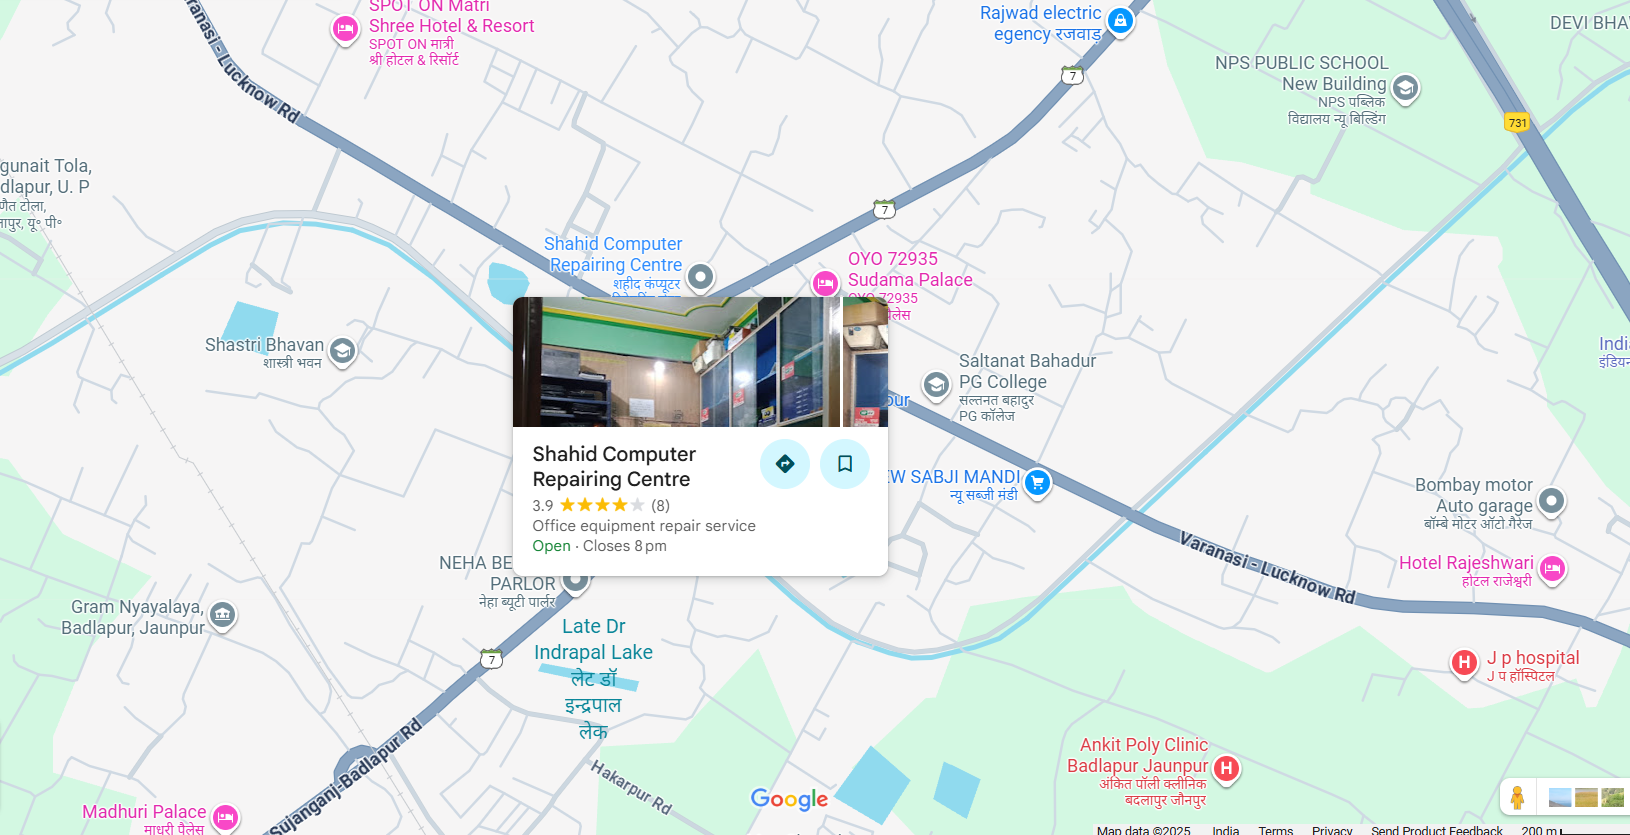 SPOT ON Matri
Shree Hotel & Resort
SPOT ON मात्री
श्री होटल & रिसॉर्ट
Rajwad electric
egency रजवाड़
7
DEVI BHAV
NPS PUBLIC SCHOOL
New Building
NPS पब्लिक
विद्यालय न्यू बिल्डिंग
731
Varanasi - Lucknow Rd
gunait Tola,
dlapur, U. P
नैत टोला,
लापुर, यू॰ पी॰
7
Shahid Computer
Repairing Centre
शहीद कंप्यूटर
OYO 72935
Sudama Palace
OYO 72935
पैलेस
Shastri Bhavan
शास्त्री भवन
Saltanat Bahadur
PG College
सल्तनत बहादुर
PG कॉलेज
India
इंडियन
our
Shahid Computer
Repairing Centre
3.9 (8)
Office equipment repair service
Open · Closes 8 pm
EW SABJI MANDI
न्यू सब्जी मंडी
Bombay motor
Auto garage
बॉम्बे मोटर ऑटो गैरेज
Varanasi - Lucknow Rd
Hotel Rajeshwari
होटल राजेश्वरी
NEHA BE
PARLOR
नेहा ब्यूटी पार्लर
Gram Nyayalaya,
Badlapur, Jaunpur
Late Dr
Indrapal Lake
लेट डॉ
इन्द्रपाल
लेक
7
J p hospital
J प हॉस्पिटल
Sujanganj-Badlapur Rd
Hakarpur Rd
Ankit Poly Clinic
Badlapur Jaunpur
अंकित पॉली क्लीनिक
बदलापुर जौनपुर
Madhuri Palace
माधुरी पैलेस
Google
Map data ©2025 India Terms Privacy Send Product Feedback 200 m